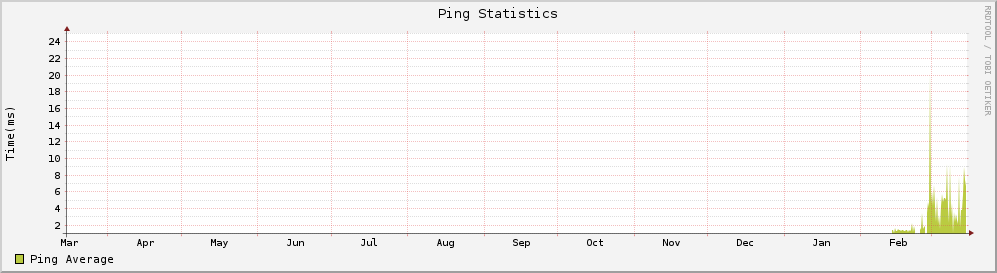 Ping Statistics
RRDTOOL / TOBI OETIKER
Time(ms)
24
22
20
18
16
14
12
10
8
6
4
2
Mar Apr May Jun Jul Aug Sep Oct Nov Dec Jan Feb
Ping Average